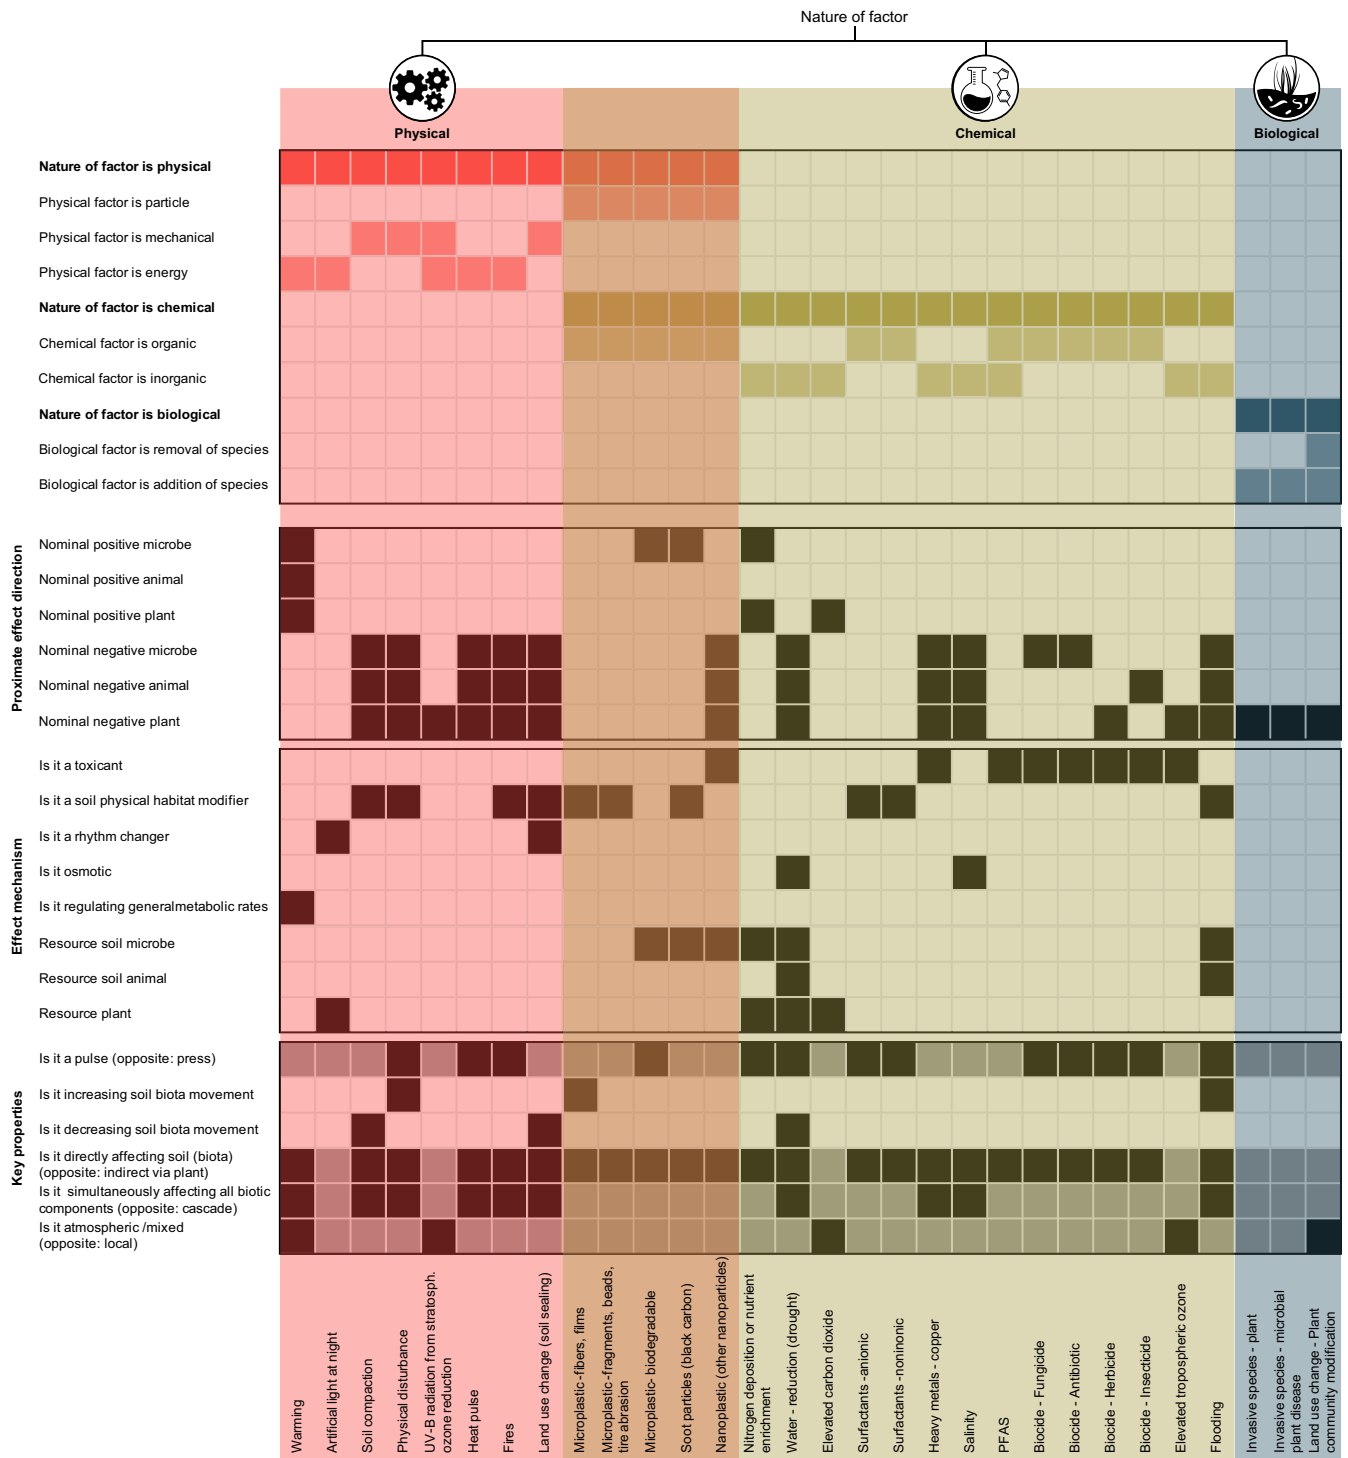 Nature of factor
Physical
Chemical
Biological
Nature of factor is physical
Physical factor is particle
Physical factor is mechanical
Physical factor is energy
Nature of factor is chemical
Chemical factor is organic
Chemical factor is inorganic
Nature of factor is biological
Biological factor is removal of species
Biological factor is addition of species
Proximate effect direction
Nominal positive microbe
Nominal positive animal
Nominal positive plant
Nominal negative microbe
Nominal negative animal
Nominal negative plant
Effect mechanism
Is it a toxicant
Is it a soil physical habitat modifier
Is it a rhythm changer
Is it osmotic
Is it regulating generalmetabolic rates
Resource soil microbe
Resource soil animal
Resource plant
Key properties
Is it a pulse (opposite: press)
Is it increasing soil biota movement
Is it decreasing soil biota movement
Is it directly affecting soil (biota)
(opposite: indirect via plant)
Is it simultaneously affecting all biotic
components (opposite: cascade)
Is it atmospheric /mixed
(opposite: local)
Warming
Artificial light at night
Soil compaction
Physical disturbance
UV-B radiation from stratosph.
ozone reduction
Heat pulse
Fires
Land use change (soil sealing)
Microplastic -fibers, films
Microplastic -fragments, beads,
tire abrasion
Microplastic- biodegradable
Soot particles (black carbon)
Nanoplastic (other nanoparticles)
Nitrogen deposition or nutrient
enrichment
Water - reduction (drought)
Elevated carbon dioxide
Surfactants -anionic
Surfactants -noninonic
Heavy metals - copper
Salinity
PFAS
Biocide - Fungicide
Biocide - Antibiotic
Biocide - Herbicide
Biocide - Insecticide
Elevated tropospheric ozone
Flooding
Invasive species - plant
Invasive species - microbial
plant disease
Land use change - Plant
community modification